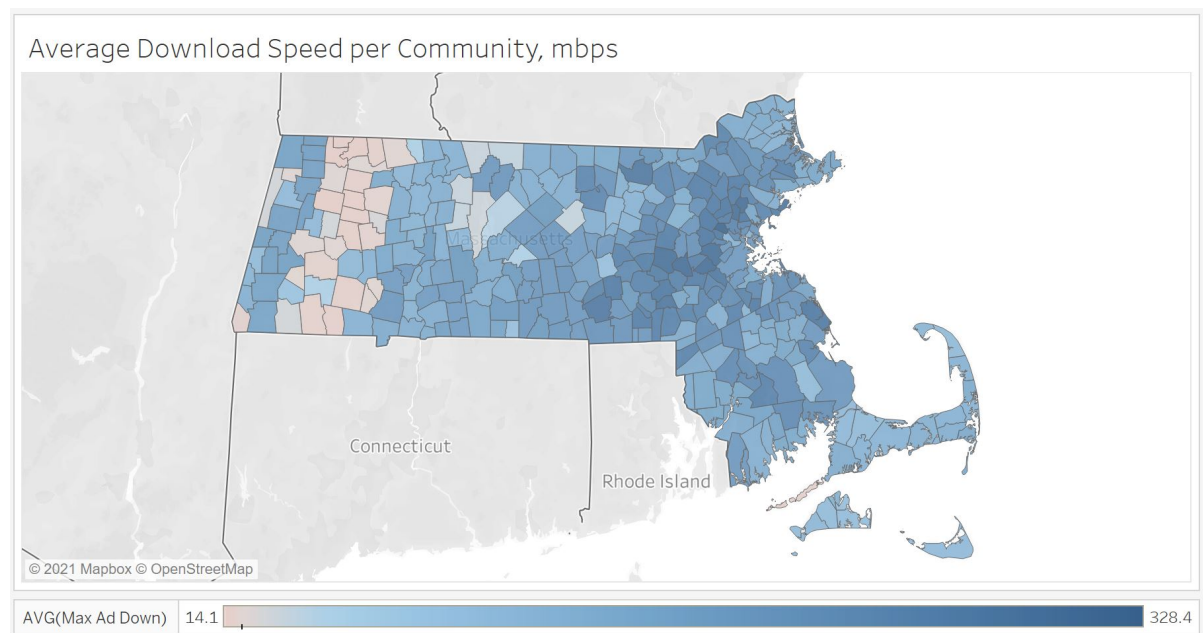 Average Download Speed per Community, mbps
Massachusetts
Connecticut
Rhode Island
© 2021 Mapbox © OpenStreetMap
AVG(Max Ad Down) 14.1 328.4